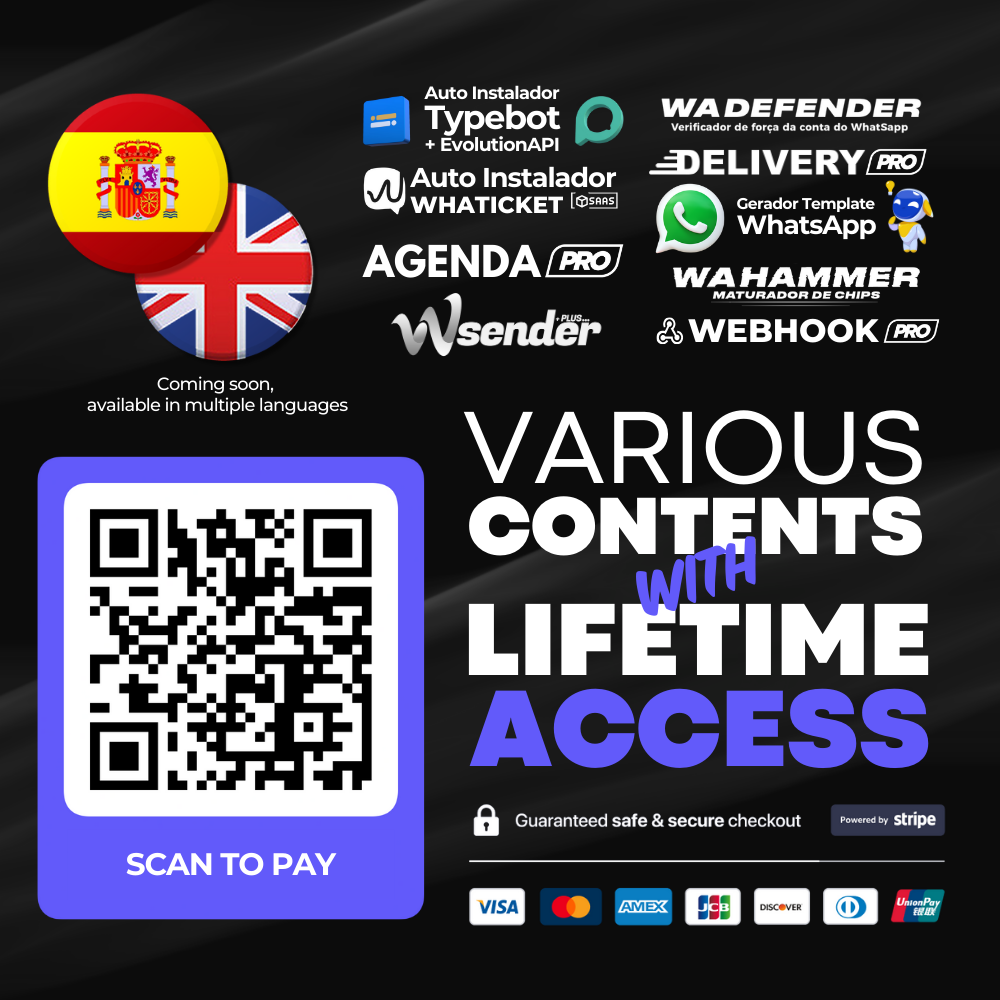 Auto Instalador
Typebot
+ EvolutionAPI
Auto Instalador
WHATICKET SAAS
AGENDA PRO
Wsender +PLUS...
WADEFENDER
Verificador de força da conta do WhatSapp
DELIVERY PRO
Gerador Template
WhatsApp
WAHAMMER
MATURADOR DE CHIPS
WEBHOOK PRO
Coming soon,
available in multiple languages
VARIOUS
CONTENTS
WITH
LIFETIME
ACCESS
SCAN TO PAY
Guaranteed safe & secure checkout
Powered by stripe
VISA
AMEX
JCB
DISCOVER
UnionPay
银联